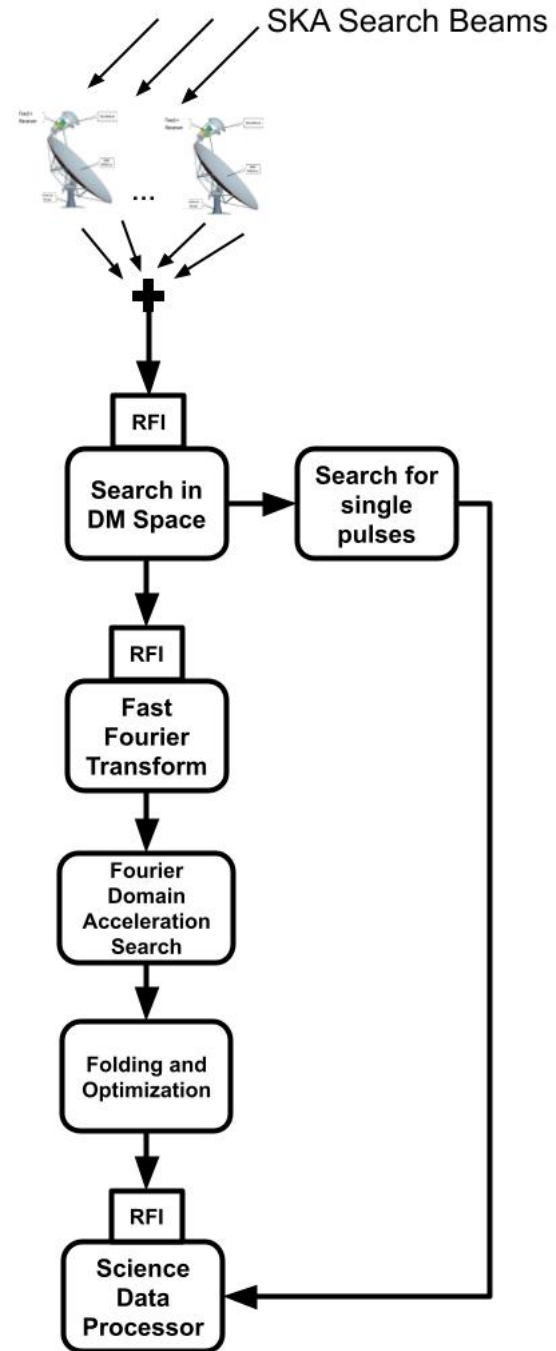 SKA Search Beams
...
RFI
Search in
DM Space
Search for
single
pulses
RFI
Fast
Fourier
Transform
Fourier
Domain
Acceleration
Search
Folding and
Optimization
RFI
Science
Data
Processor